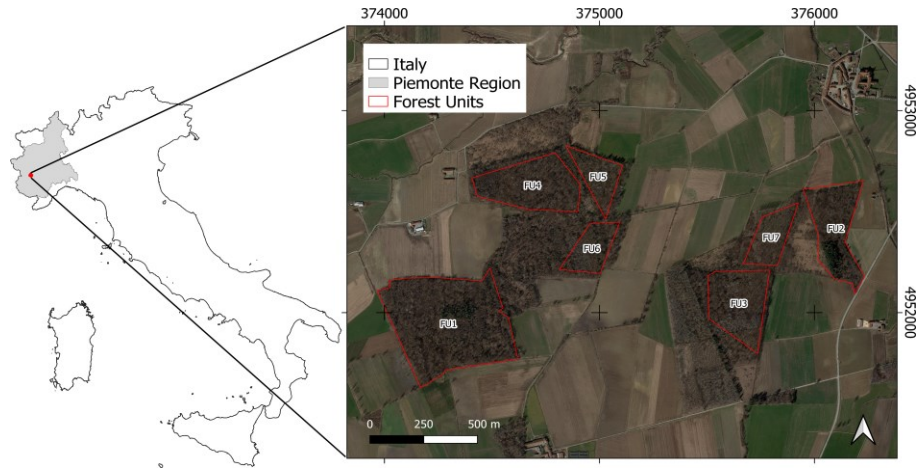 374000 375000 376000
Italy
Piemonte Region
Forest Units
4953000
FU5
FU4
FU2
FU7
FU6
FU3
FU1
4952000
0 250 500 m